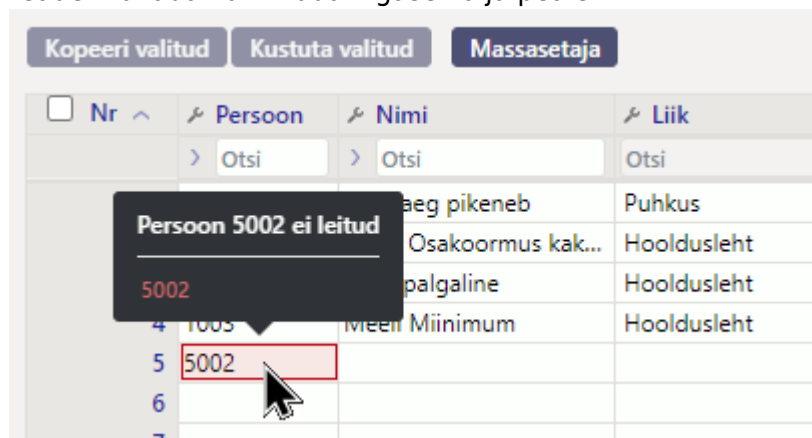 Kopeeri valitud Kustuta valitud Massasetaja
Nr Persoon Nimi Liik
Otsi Otsi Otsi
aeg pikeneb Puhkus
Persoon 5002 ei leitud
Osakoormus kak... Hooldusleht
5002
palgaline Hooldusleht
4 1003 Meeli Miinimum Hooldusleht
5 5002
6